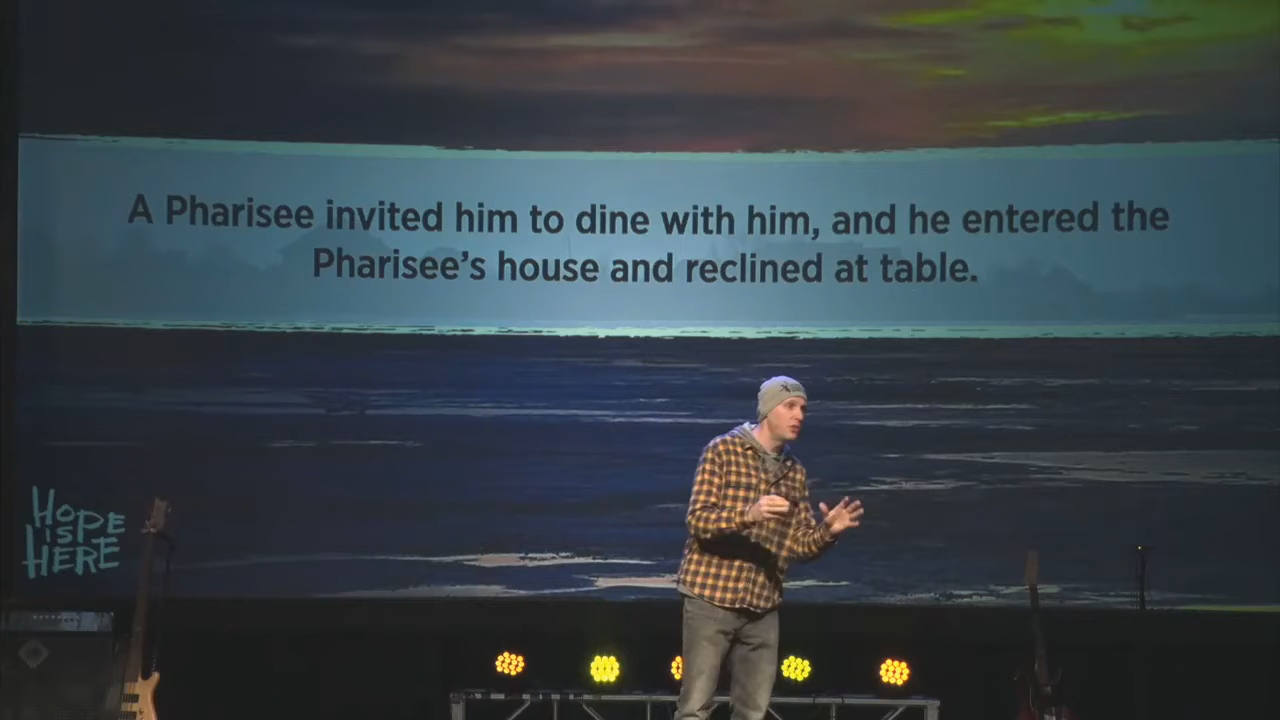 A Pharisee invited him to dine with him, and he entered the
Pharisee’s house and reclined at table.
HOPE
IS
HERE